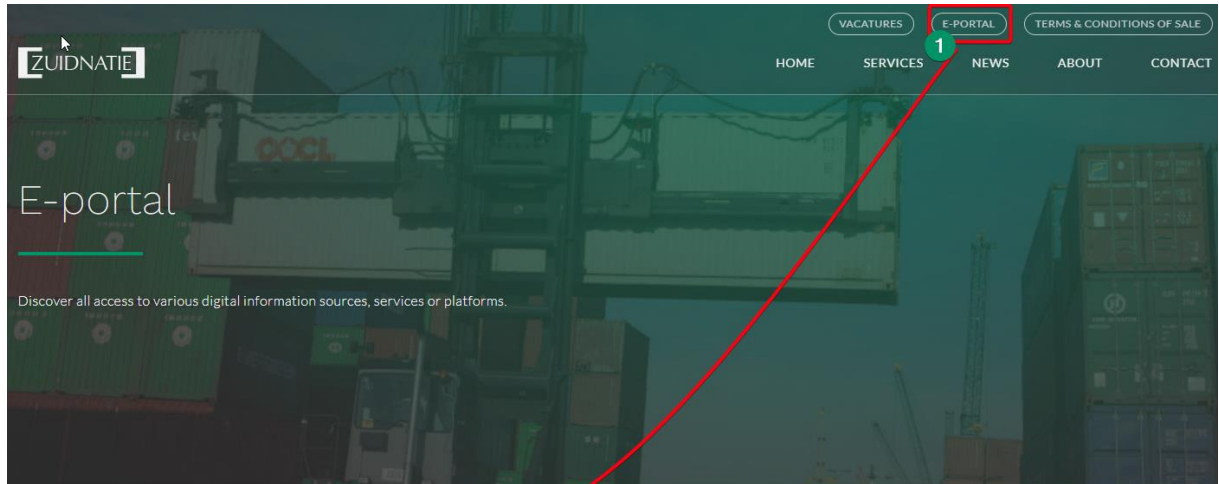 VACATURES E-PORTAL TERMS & CONDITIONS OF SALE
1
ZUIDNATIE
HOME SERVICES NEWS ABOUT CONTACT
OOCL
E-portal
Discover all access to various digital information sources, services or platforms.